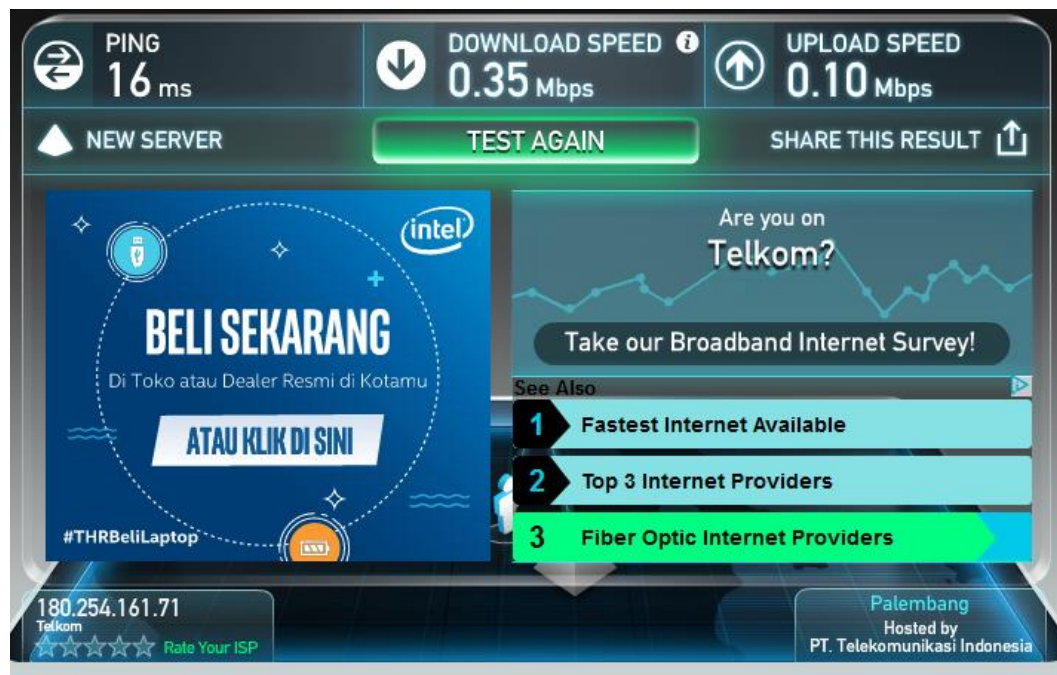 PING
16 ms
DOWNLOAD SPEED i
0.35 Mbps
UPLOAD SPEED
0.10 Mbps
NEW SERVER
TEST AGAIN
SHARE THIS RESULT
intel
BELI SEKARANG
Di Toko atau Dealer Resmi di Kotamu
ATAU KLIK DI SINI
#THRBeliLaptop
Are you on
Telkom?
Take our Broadband Internet Survey!
See Also
1 Fastest Internet Available
2 Top 3 Internet Providers
3 Fiber Optic Internet Providers
180.254.161.71
Telkom
Rate Your ISP
Palembang
Hosted by
PT. Telekomunikasi Indonesia